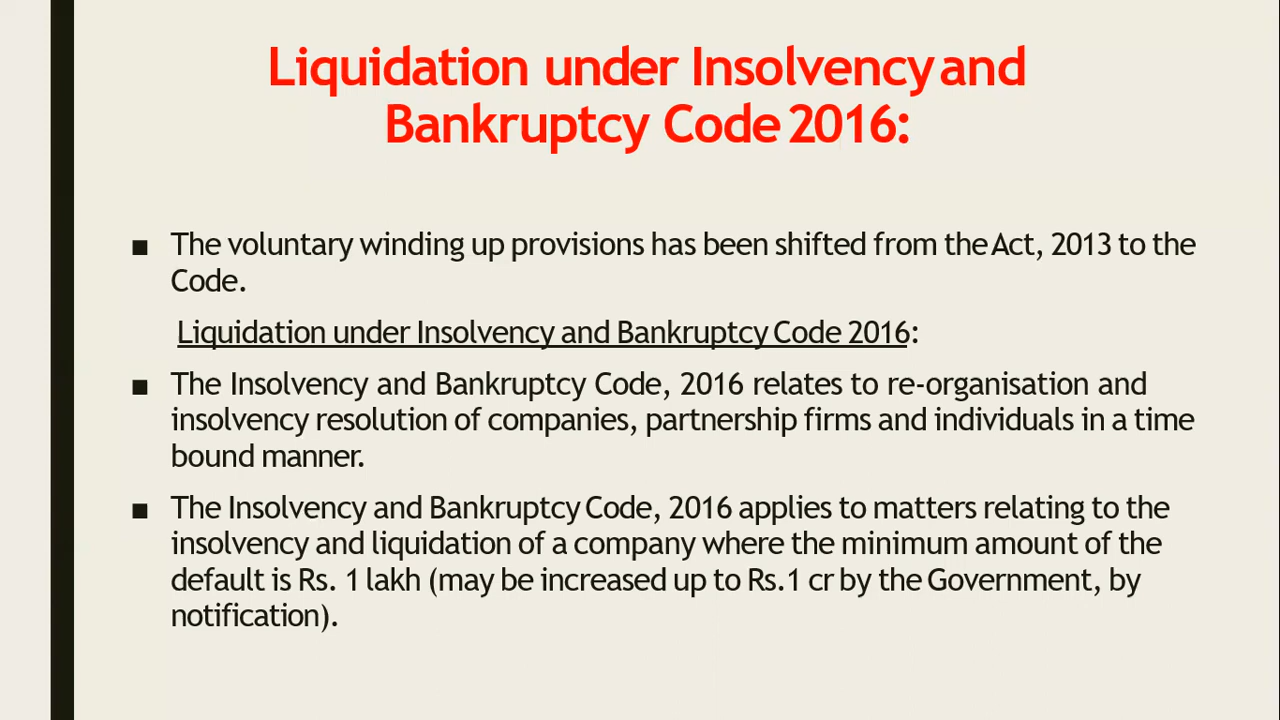 Liquidation under Insolvency and
Bankruptcy Code 2016:
■ The voluntary winding up provisions has been shifted from the Act, 2013 to the
Code.
Liquidation under Insolvency and Bankruptcy Code 2016:
■ The Insolvency and Bankruptcy Code, 2016 relates to re-organisation and
insolvency resolution of companies, partnership firms and individuals in a time
bound manner.
■ The Insolvency and Bankruptcy Code, 2016 applies to matters relating to the
insolvency and liquidation of a company where the minimum amount of the
default is Rs. 1 lakh (may be increased up to Rs.1 cr by the Government, by
notification).